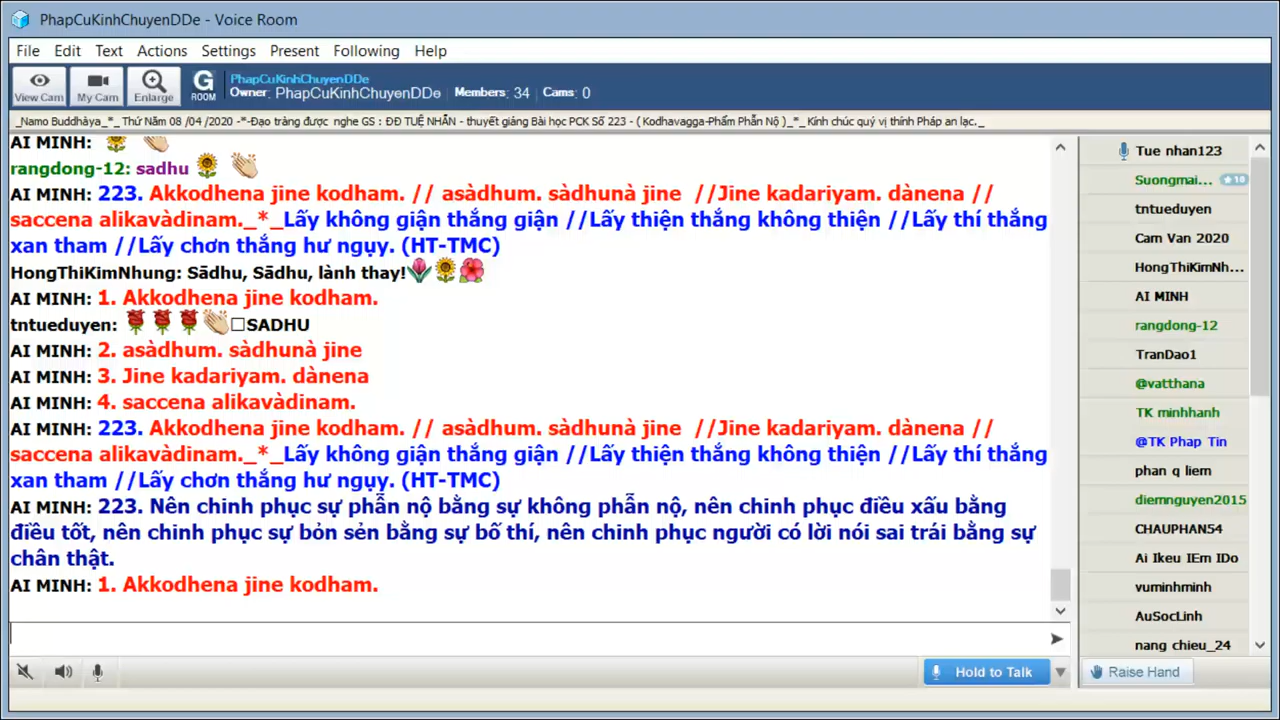 PhapCuKinhChuyenDDe - Voice Room
File Edit Text Actions Settings Present Following Help
View Cam My Cam Enlarge G ROOM
PhapCuKinhChuyenDDe
Owner: PhapCuKinhChuyenDDe Members: 34 Cams: 0
_Namo Buddhàya_*_ Thứ Năm 08 /04 /2020 -*-Đạo tràng được nghe GS : ĐĐ TUỆ NHẪN - thuyết giảng Bài học PCK Số 223 - ( Kodhavagga-Phẩm Phẫn Nộ )_*_ Kính chúc quý vị thính Pháp an lạc._
AI MINH:
rangdong-12: sadhu
AI MINH: 223. Akkodhena jine kodham. // asàdhum. sàdhunà jine //Jine kadariyam. dànena //
saccena alikavàdinam._*_Lấy không giận thắng giận //Lấy thiện thắng không thiện //Lấy thí thắng
xan tham //Lấy chơn thắng hư ngụy. (HT-TMC)
HongThiKimNhung: Sādhu, Sādhu, lành thay!
AI MINH: 1. Akkodhena jine kodham.
tntueduyen: SADHU
AI MINH: 2. asàdhum. sàdhunà jine
AI MINH: 3. Jine kadariyam. dànena
AI MINH: 4. saccena alikavàdinam.
AI MINH: 223. Akkodhena jine kodham. // asàdhum. sàdhunà jine //Jine kadariyam. dànena //
saccena alikavàdinam._*_Lấy không giận thắng giận //Lấy thiện thắng không thiện //Lấy thí thắng
xan tham //Lấy chơn thắng hư ngụy. (HT-TMC)
AI MINH: 223. Nên chinh phục sự phẫn nộ bằng sự không phẫn nộ, nên chinh phục điều xấu bằng
điều tốt, nên chinh phục sự bỏn sẻn bằng sự bố thí, nên chinh phục người có lời nói sai trái bằng sự
chân thật.
AI MINH: 1. Akkodhena jine kodham.
Tue nhan123
Suongmai... ★10
tntueduyen
Cam Van 2020
HongThiKimNh...
AI MINH
rangdong-12
TranDao1
@vatthana
TK minhhanh
@TK Phap Tin
phan q liem
diemnguyen2015
CHAUPHAN54
Ai Ikeu IEm IDo
vuminhminh
AuSocLinh
nang chieu_24
Hold to Talk
Raise Hand